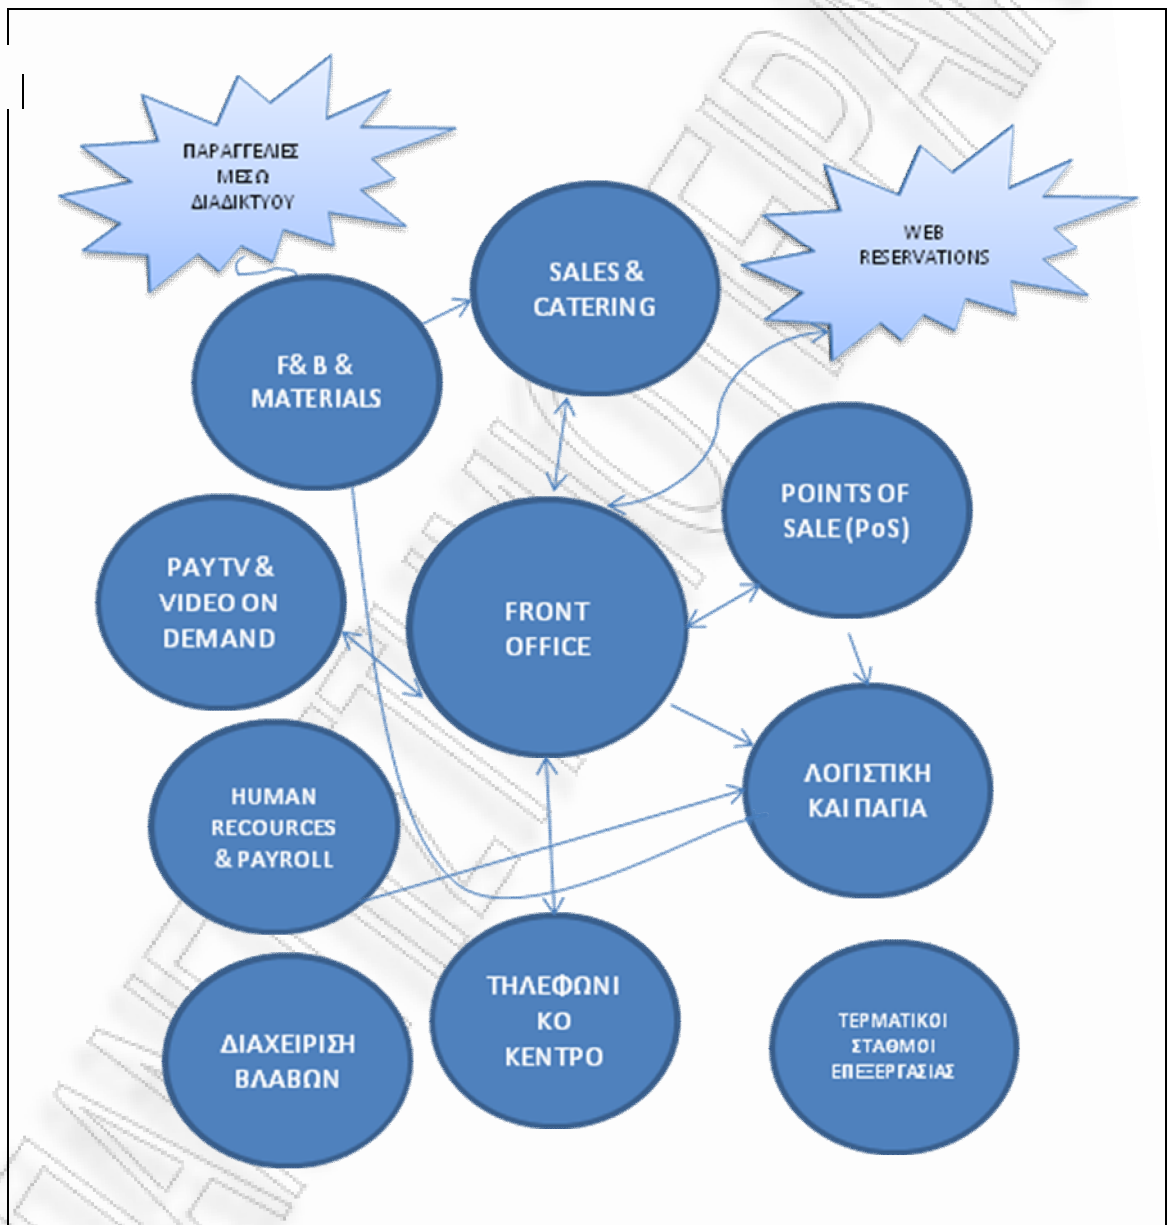 ΠΑΡΑΓΓΕΛΙΕΣ
ΜΕΣΩ
ΔΙΑΔΙΚΤΥΟΥ
WEB
RESERVATIONS
SALES &
CATERING
F& B &
MATERIALS
POINTS OF
SALE (PoS)
PAY TV &
VIDEO ON
DEMAND
FRONT
OFFICE
ΛΟΓΙΣΤΙΚΗ
ΚΑΙ ΠΑΓΙΑ
HUMAN
RECOURCES
& PAYROLL
ΤΗΛΕΦΩΝΙ
ΚΟ
ΚΕΝΤΡΟ
ΔΙΑΧΕΙΡΙΣΗ
ΒΛΑΒΩΝ
ΤΕΡΜΑΤΙΚΟΙ
ΣΤΑΘΜΟΙ
ΕΠΕΞΕΡΓΑΣΙΑΣ